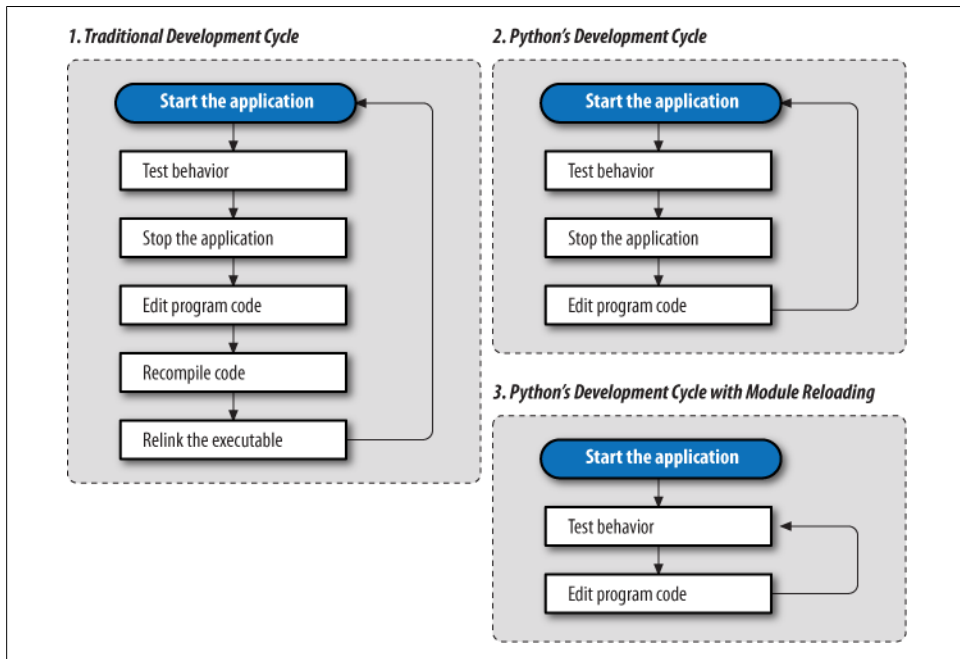 1. Traditional Development Cycle
Start the application
Test behavior
Stop the application
Edit program code
Recompile code
Relink the executable
2. Python's Development Cycle
Start the application
Test behavior
Stop the application
Edit program code
3. Python's Development Cycle with Module Reloading
Start the application
Test behavior
Edit program code